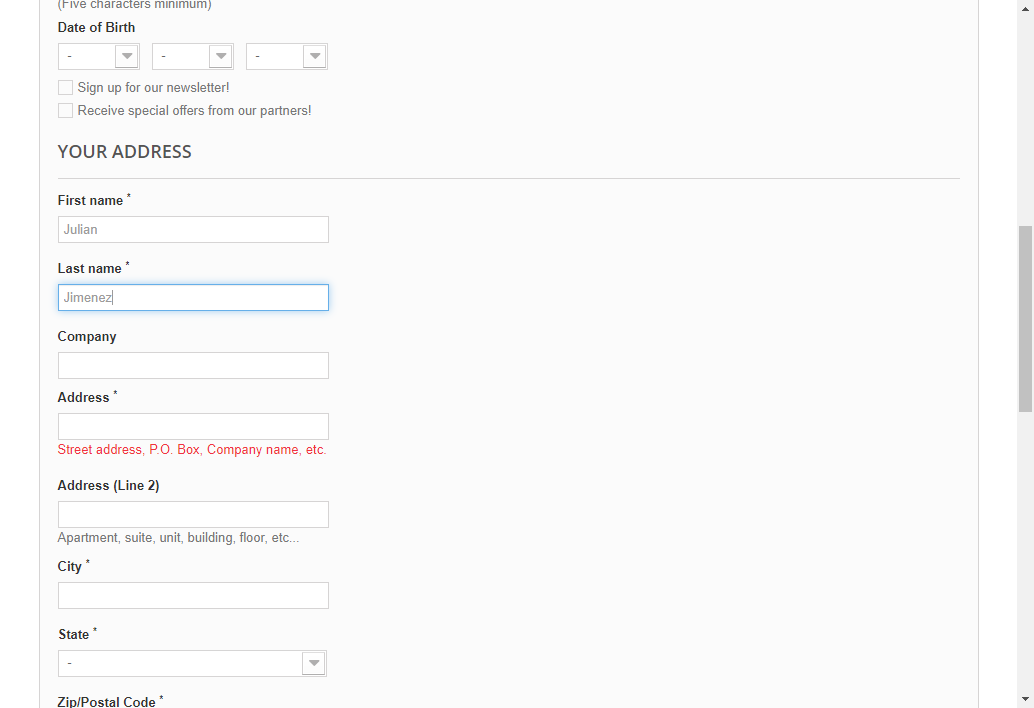 (Five characters minimum)
Date of Birth
- - -
Sign up for our newsletter!
Receive special offers from our partners!
YOUR ADDRESS
First name *
Julian
Last name *
Jimenez
Company
Address *
Street address, P.O. Box, Company name, etc.
Address (Line 2)
Apartment, suite, unit, building, floor, etc...
City *
State *
-
Zip/Postal Code *